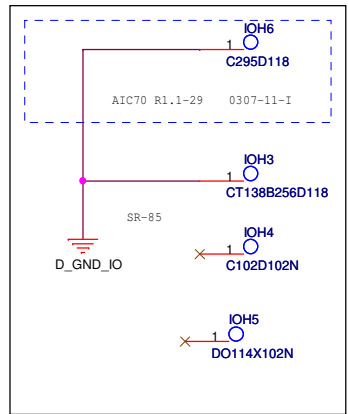 IOH6
1
C295D118
AIC70 R1.1-29 0307-11-I
IOH3
1
CT138B256D118
SR-85
IOH4
1
C102D102N
D_GND_IO
IOH5
1
DO114X102N